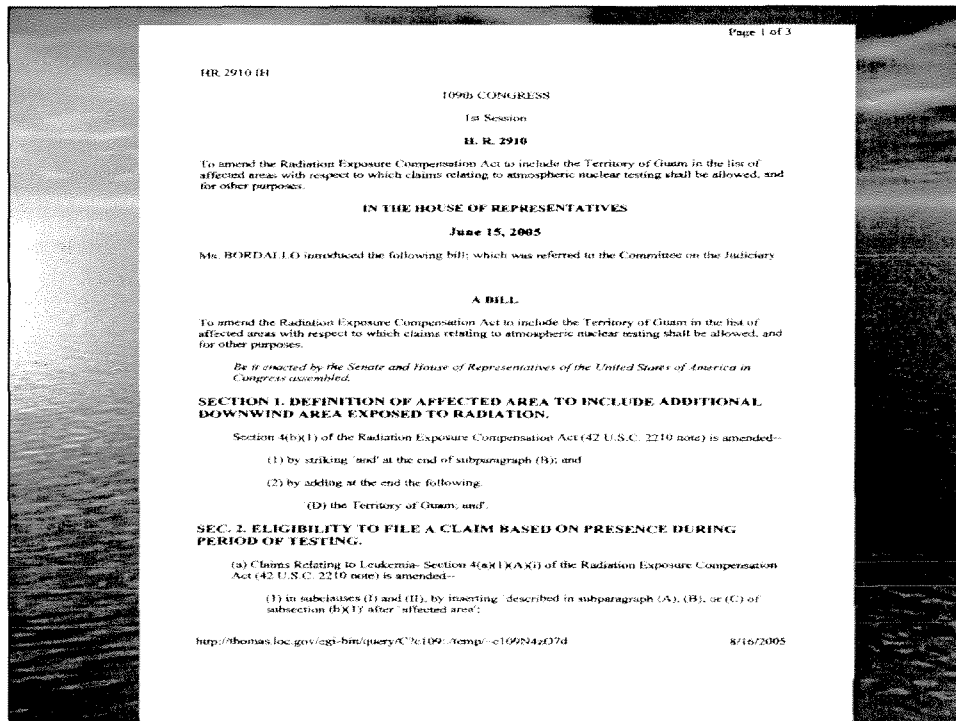 Page 1 of 3
HR 2910 IH
109th CONGRESS
1st Session
H. R. 2910
To amend the Radiation Exposure Compensation Act to include the Territory of Guam in the list of
affected areas with respect to which claims relating to atmospheric nuclear testing shall be allowed, and
for other purposes.
IN THE HOUSE OF REPRESENTATIVES
June 15, 2005
Ms. BORDALLO introduced the following bill; which was referred to the Committee on the Judiciary
A BILL
To amend the Radiation Exposure Compensation Act to include the Territory of Guam in the list of
affected areas with respect to which claims relating to atmospheric nuclear testing shall be allowed, and
for other purposes.
Be it enacted by the Senate and House of Representatives of the United States of America in
Congress assembled,
SECTION 1. DEFINITION OF AFFECTED AREA TO INCLUDE ADDITIONAL
DOWNWIND AREA EXPOSED TO RADIATION.
Section 4(b)(1) of the Radiation Exposure Compensation Act (42 U.S.C. 2210 note) is amended--
(1) by striking `and' at the end of subparagraph (B); and
(2) by adding at the end the following:
`(D) the Territory of Guam; and'.
SEC. 2. ELIGIBILITY TO FILE A CLAIM BASED ON PRESENCE DURING
PERIOD OF TESTING.
(a) Claims Relating to Leukemia- Section 4(a)(1)(A)(i) of the Radiation Exposure Compensation
Act (42 U.S.C. 2210 note) is amended--
(1) in subclauses (I) and (II), by inserting `described in subparagraph (A), (B), or (C) of
subsection (b)(1)' after `affected area';
8/16/2005